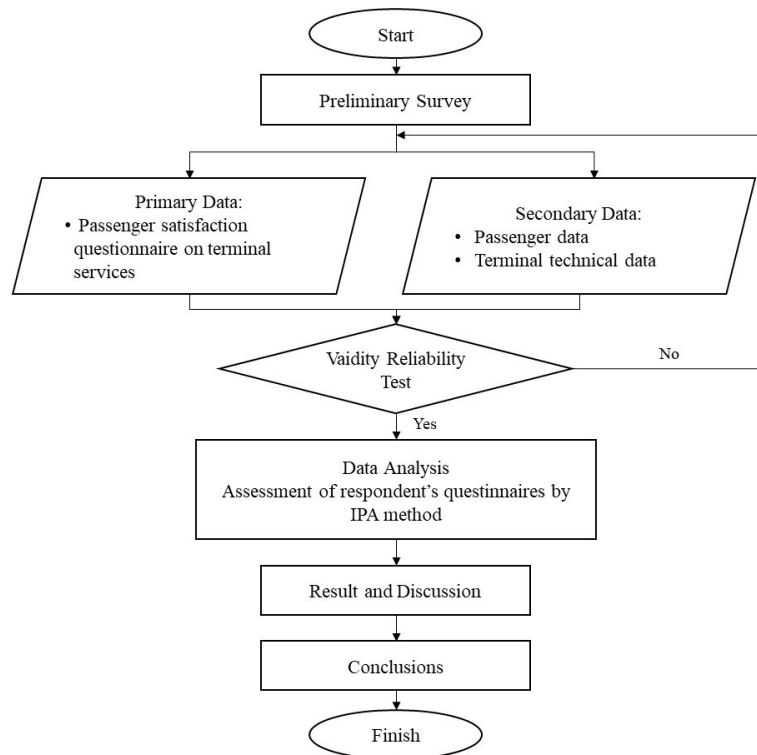 Start
Preliminary Survey
Primary Data:
• Passenger satisfaction
questionnaire on terminal
services
Secondary Data:
• Passenger data
• Terminal technical data
Vaidity Reliability
Test
No
Yes
Data Analysis
Assessment of respondent's questinnaires by
IPA method
Result and Discussion
Conclusions
Finish